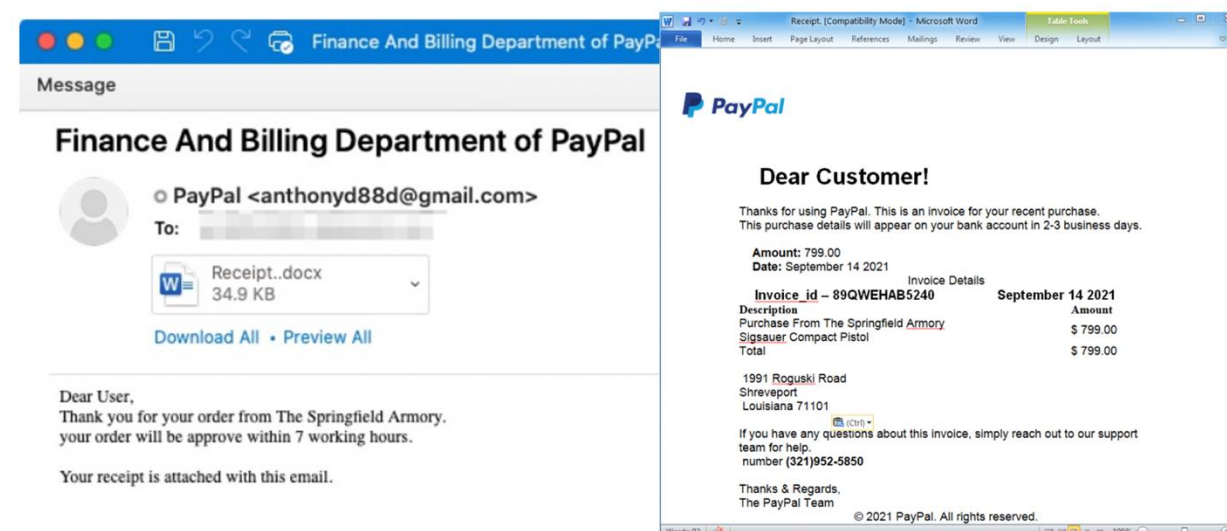 Finance And Billing Department of PayPa
Message
Finance And Billing Department of PayPal
PayPal <anthonyd88d@gmail.com>
To:
Receipt..docx
34.9 KB
Download All • Preview All
Dear User,
Thank you for your order from The Springfield Armory.
your order will be approve within 7 working hours.
Your receipt is attached with this email.
Receipt. [Compatibility Mode] - Microsoft Word
Table Tools
File Home Insert Page Layout References Mailings Review View Design Layout
PayPal
Dear Customer!
Thanks for using PayPal. This is an invoice for your recent purchase.
This purchase details will appear on your bank account in 2-3 business days.
Amount: 799.00
Date: September 14 2021
Invoice Details
Invoice_id – 89QWEHAB5240 September 14 2021
Description Amount
Purchase From The Springfield Armory
Sigsauer Compact Pistol
$ 799.00
Total $ 799.00
1991 Roguski Road
Shreveport
Louisiana 71101
(Ctrl)
If you have any questions about this invoice, simply reach out to our support
team for help.
number (321)952-5850
Thanks & Regards,
The PayPal Team
© 2021 PayPal. All rights reserved.